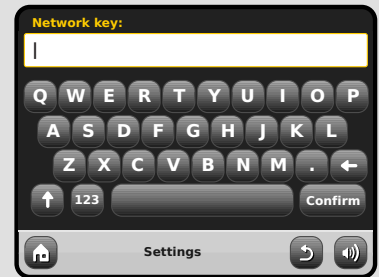 Network key:
Q W E R T Y U I O P
A S D F G H J K L
Z X C V B N M .
123 Confirm
Settings